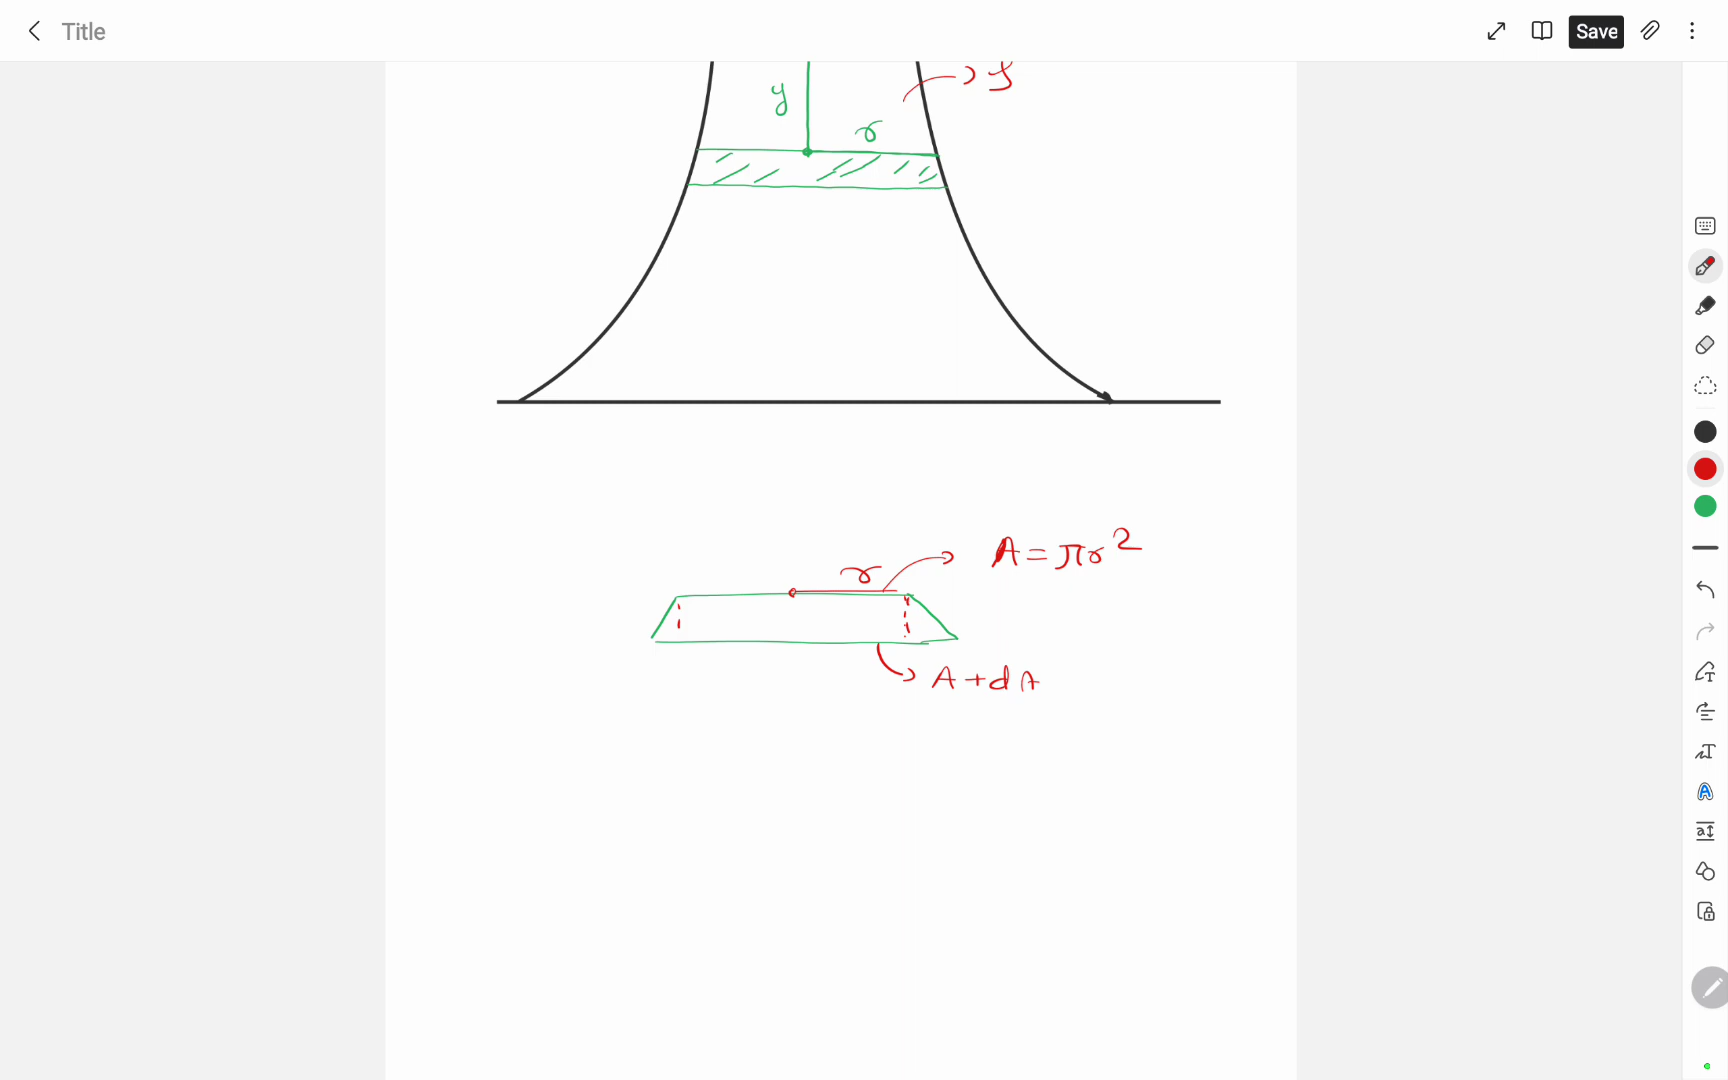 Title
Save
y
r
r
A = πr²
A + dA